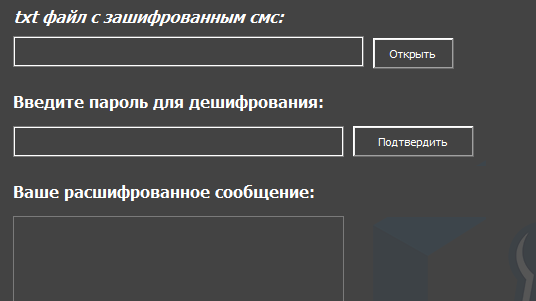 txt файл с зашифрованным смс:
Открыть
Введите пароль для дешифрования:
Подтвердить
Ваше расшифрованное сообщение: